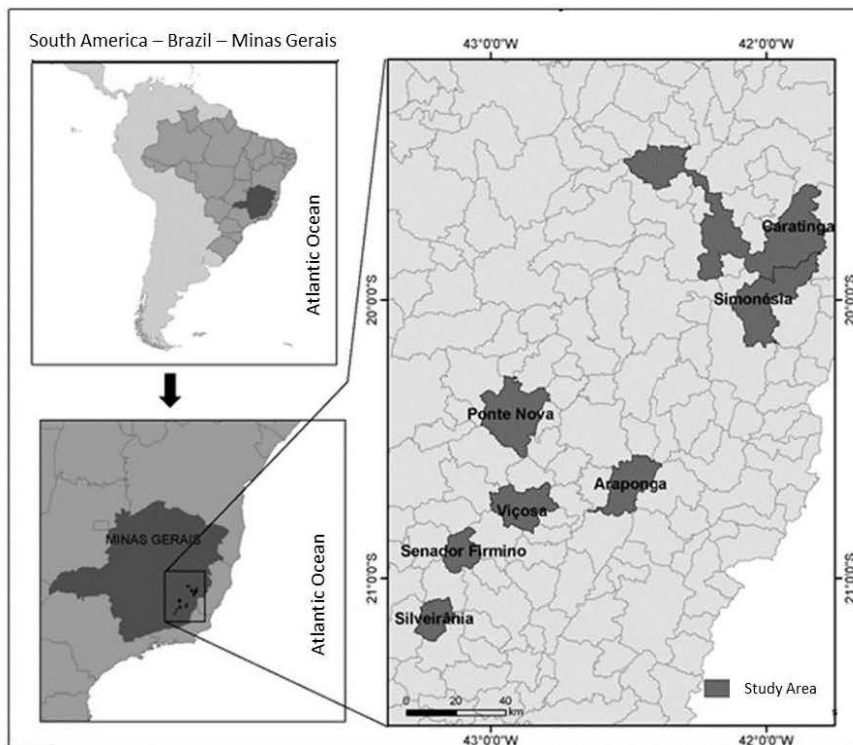 South America – Brazil – Minas Gerais
Atlantic Ocean
MINAS GERAIS
Atlantic Ocean
43°0'0"W
42°0'0"W
20°0'0"S
20°0'0"S
21°0'0"S
21°0'0"S
Caratinga
Simonésia
Ponte Nova
Araponga
Viçosa
Senador Firmino
Silveirânia
Study Area
0 20 40
km
43°0'0"W
42°0'0"W